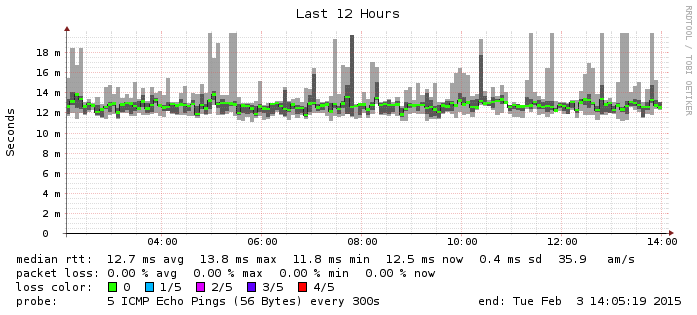 Last 12 Hours
RRDTOOL / TOBI OETIKER
Seconds
18 m
16 m
14 m
12 m
10 m
8 m
6 m
4 m
2 m
0
04:00 06:00 08:00 10:00 12:00 14:00
median rtt: 12.7 ms avg 13.8 ms max 11.8 ms min 12.5 ms now 0.4 ms sd 35.9 am/s
packet loss: 0.00 % avg 0.00 % max 0.00 % min 0.00 % now
loss color: 0 1/5 2/5 3/5 4/5
probe: 5 ICMP Echo Pings (56 Bytes) every 300s end: Tue Feb 3 14:05:19 2015